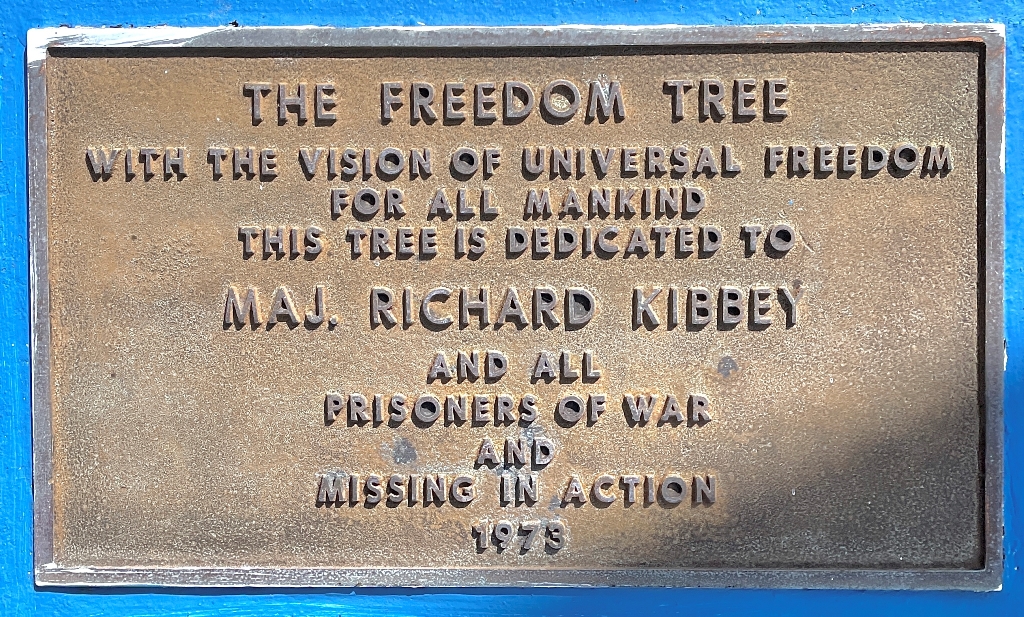 THE FREEDOM TREE
WITH THE VISION OF UNIVERSAL FREEDOM
FOR ALL MANKIND
THIS TREE IS DEDICATED TO
MAJ. RICHARD KIBBEY
AND ALL
PRISONERS OF WAR
AND
MISSING IN ACTION
1973